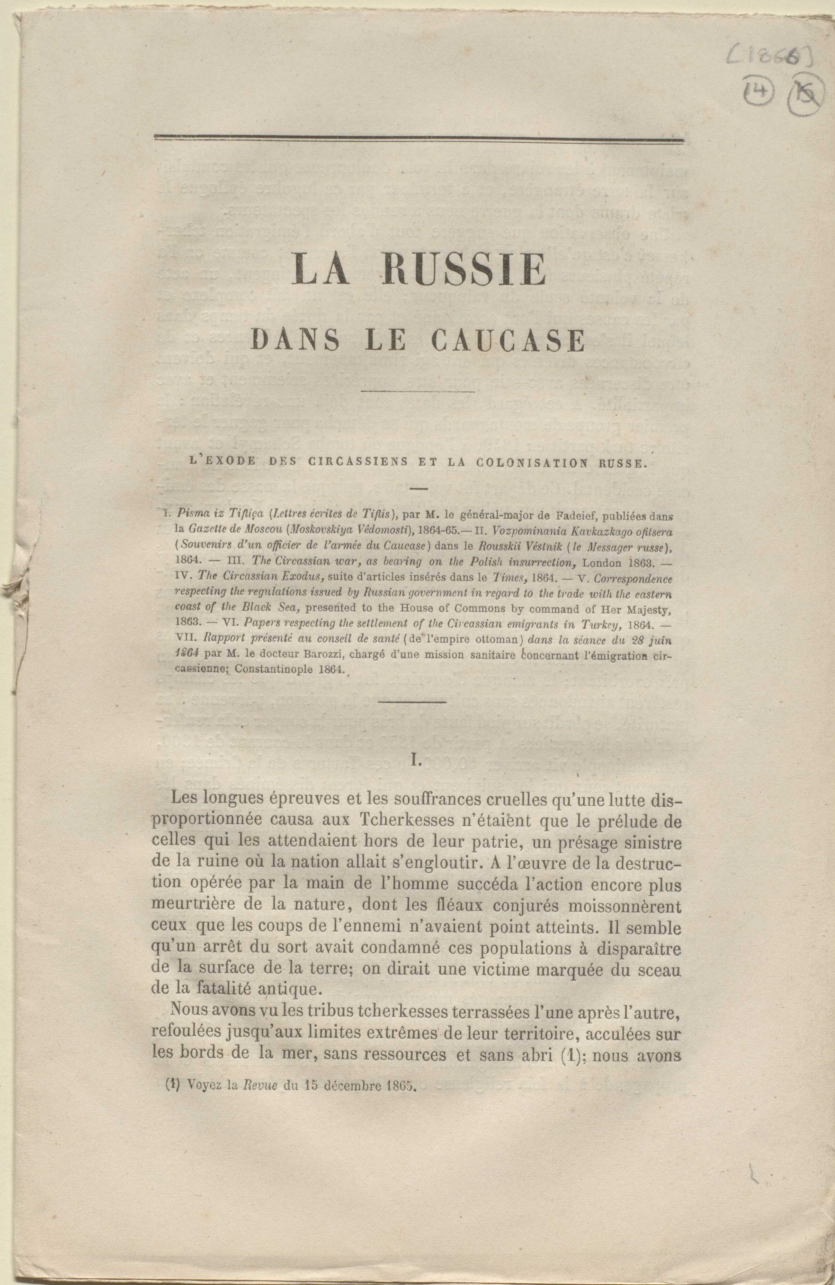 [1866]
14 15
LA RUSSIE
DANS LE CAUCASE
L'EXODE DES CIRCASSIENS ET LA COLONISATION RUSSE.
I. Pisma iz Tifliça (Lettres écrites de Tiflis), par M. le général-major de Fadeief, publiées dans
la Gazette de Moscou (Moskovskiya Védomosti), 1864-65. — II. Vozpominania Kavkazkago ofitsera
(Souvenirs d'un officier de l'armée du Caucase) dans le Rousskii Véstnik (le Messager russe),
1864. — III. The Circassian war, as bearing on the Polish insurrection, London 1863. —
IV. The Circassian Exodus, suite d'articles insérés dans le Times, 1864. — V. Correspondence
respecting the regulations issued by Russian government in regard to the trade with the eastern
coast of the Black Sea, presented to the House of Commons by command of Her Majesty,
1863. — VI. Papers respecting the settlement of the Circassian emigrants in Turkey, 1864. —
VII. Rapport présenté au conseil de santé (de l'empire ottoman) dans la séance du 28 juin
1864 par M. le docteur Barozzi, chargé d'une mission sanitaire concernant l'émigration cir-
cassienne; Constantinople 1864.
I.
Les longues épreuves et les souffrances cruelles qu'une lutte dis-
proportionnée causa aux Tcherkesses n'étaient que le prélude de
celles qui les attendaient hors de leur patrie, un présage sinistre
de la ruine où la nation allait s'engloutir. A l'œuvre de la destruc-
tion opérée par la main de l'homme succéda l'action encore plus
meurtrière de la nature, dont les fléaux conjurés moissonnèrent
ceux que les coups de l'ennemi n'avaient point atteints. Il semble
qu'un arrêt du sort avait condamné ces populations à disparaître
de la surface de la terre; on dirait une victime marquée du sceau
de la fatalité antique.
Nous avons vu les tribus tcherkesses terrassées l'une après l'autre,
refoulées jusqu'aux limites extrêmes de leur territoire, acculées sur
les bords de la mer, sans ressources et sans abri (1); nous avons
(1) Voyez la Revue du 15 décembre 1865.